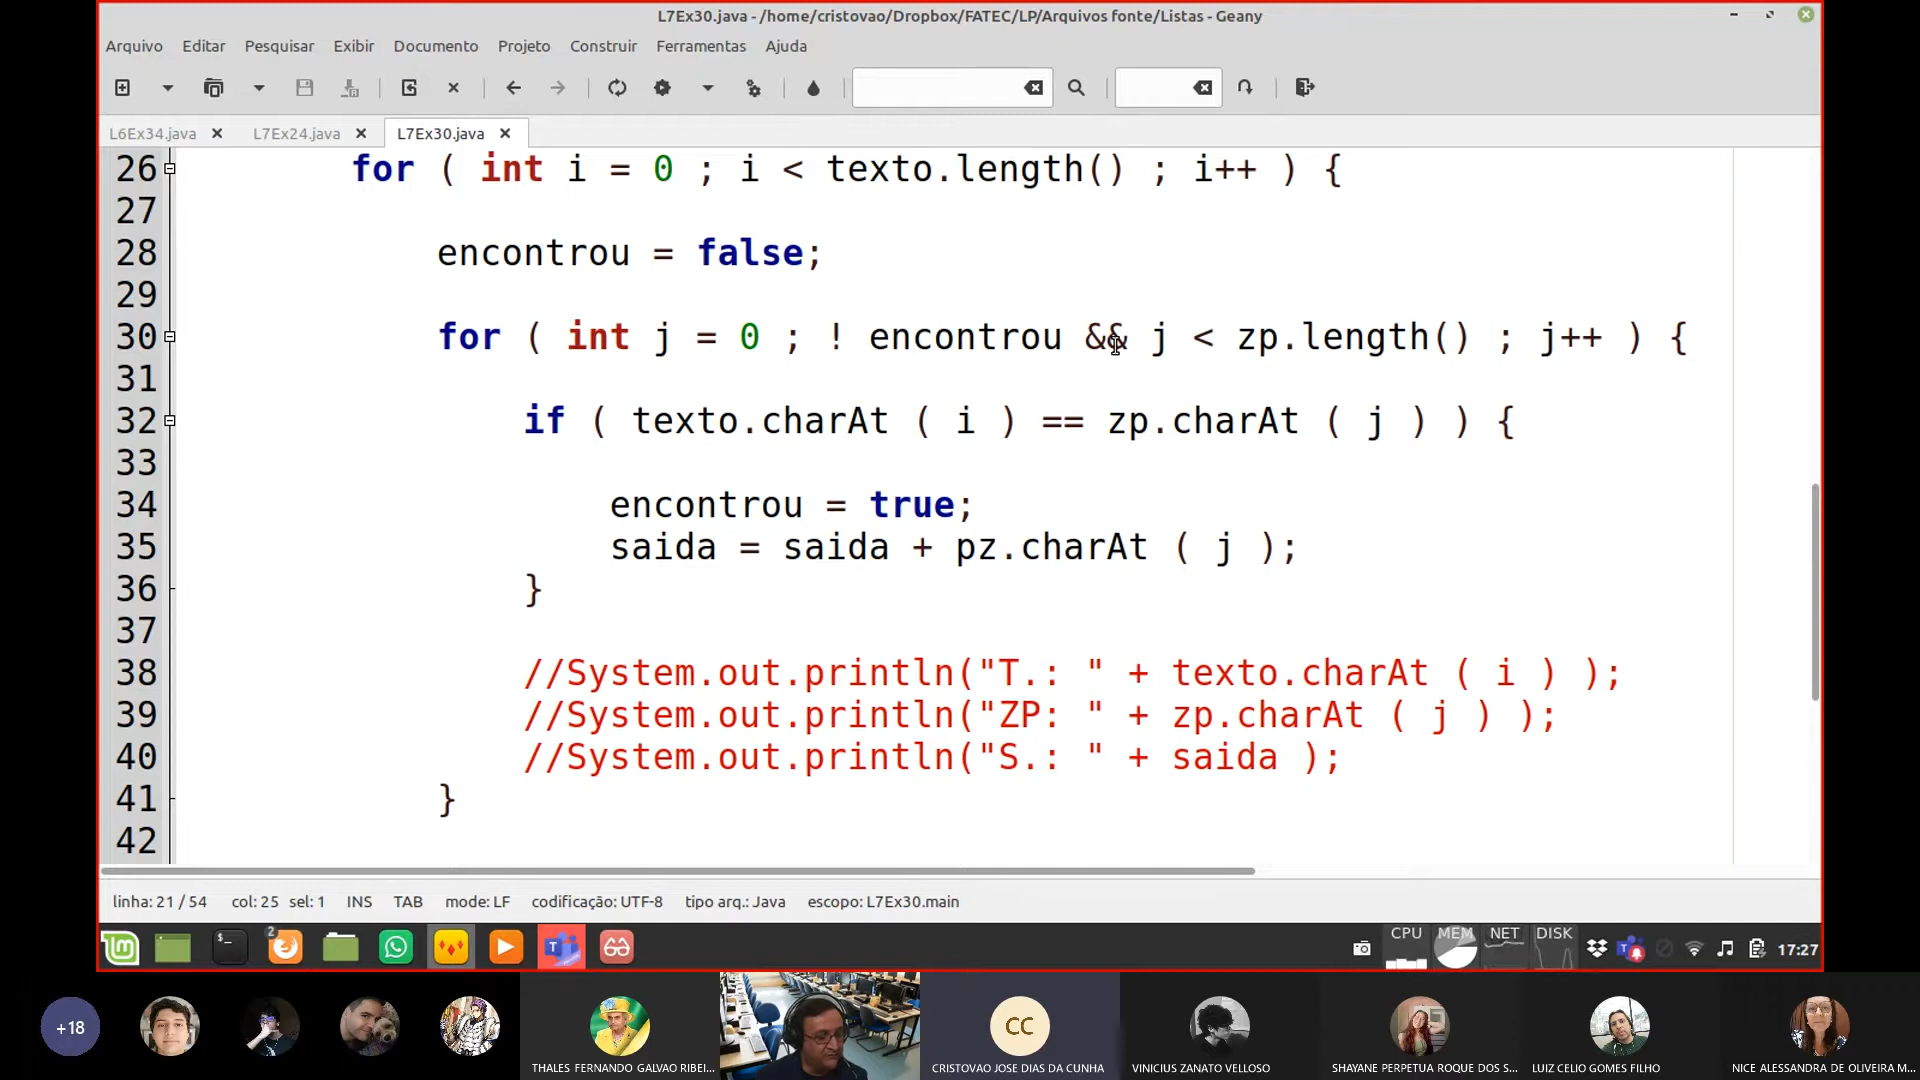 L7Ex30.java - /home/cristovao/Dropbox/FATEC/LP/Arquivos fonte/Listas - Geany
Arquivo Editar Pesquisar Exibir Documento Projeto Construir Ferramentas Ajuda
L6Ex34.java L7Ex24.java L7Ex30.java
26 for ( int i = 0 ; i < texto.length() ; i++ ) {
27
28 encontrou = false;
29
30 for ( int j = 0 ; ! encontrou && j < zp.length() ; j++ ) {
31
32 if ( texto.charAt ( i ) == zp.charAt ( j ) ) {
33
34 encontrou = true;
35 saida = saida + pz.charAt ( j );
36 }
37
38 //System.out.println("T.: " + texto.charAt ( i ) );
39 //System.out.println("ZP: " + zp.charAt ( j ) );
40 //System.out.println("S.: " + saida );
41 }
42
linha: 21 / 54 col: 25 sel: 1 INS TAB mode: LF codificação: UTF-8 tipo arq.: Java escopo: L7Ex30.main
2 CPU MEM NET DISK 17:27
+18 CC
THALES FERNANDO GALVAO RIBEI... CRISTOVAO JOSE DIAS DA CUNHA VINICIUS ZANATO VELLOSO SHAYANE PERPETUA ROQUE DOS S... LUIZ CELIO GOMES FILHO NICE ALESSANDRA DE OLIVEIRA M...